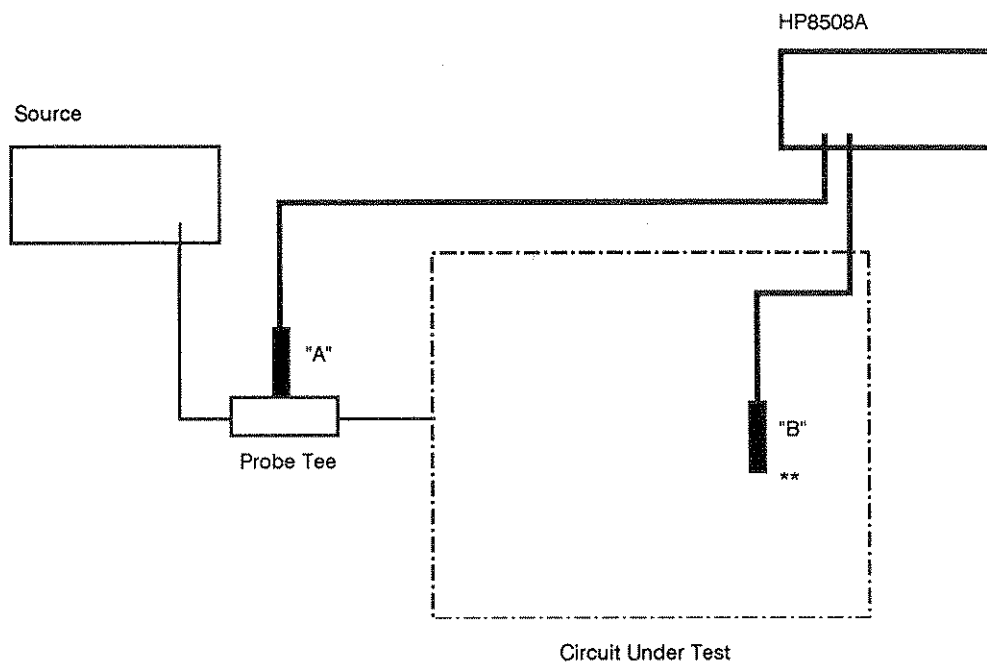 HP8508A
Source
"A"
"B"
**
Probe Tee
Circuit Under Test